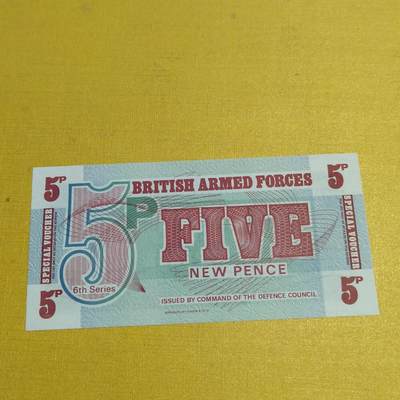 5P
BRITISH ARMED FORCES
5P
SPECIAL VOUCHER
5P
FIVE
NEW PENCE
SPECIAL VOUCHER
6th Series
ISSUED BY COMMAND OF THE DEFENCE COUNCIL
5P
5P